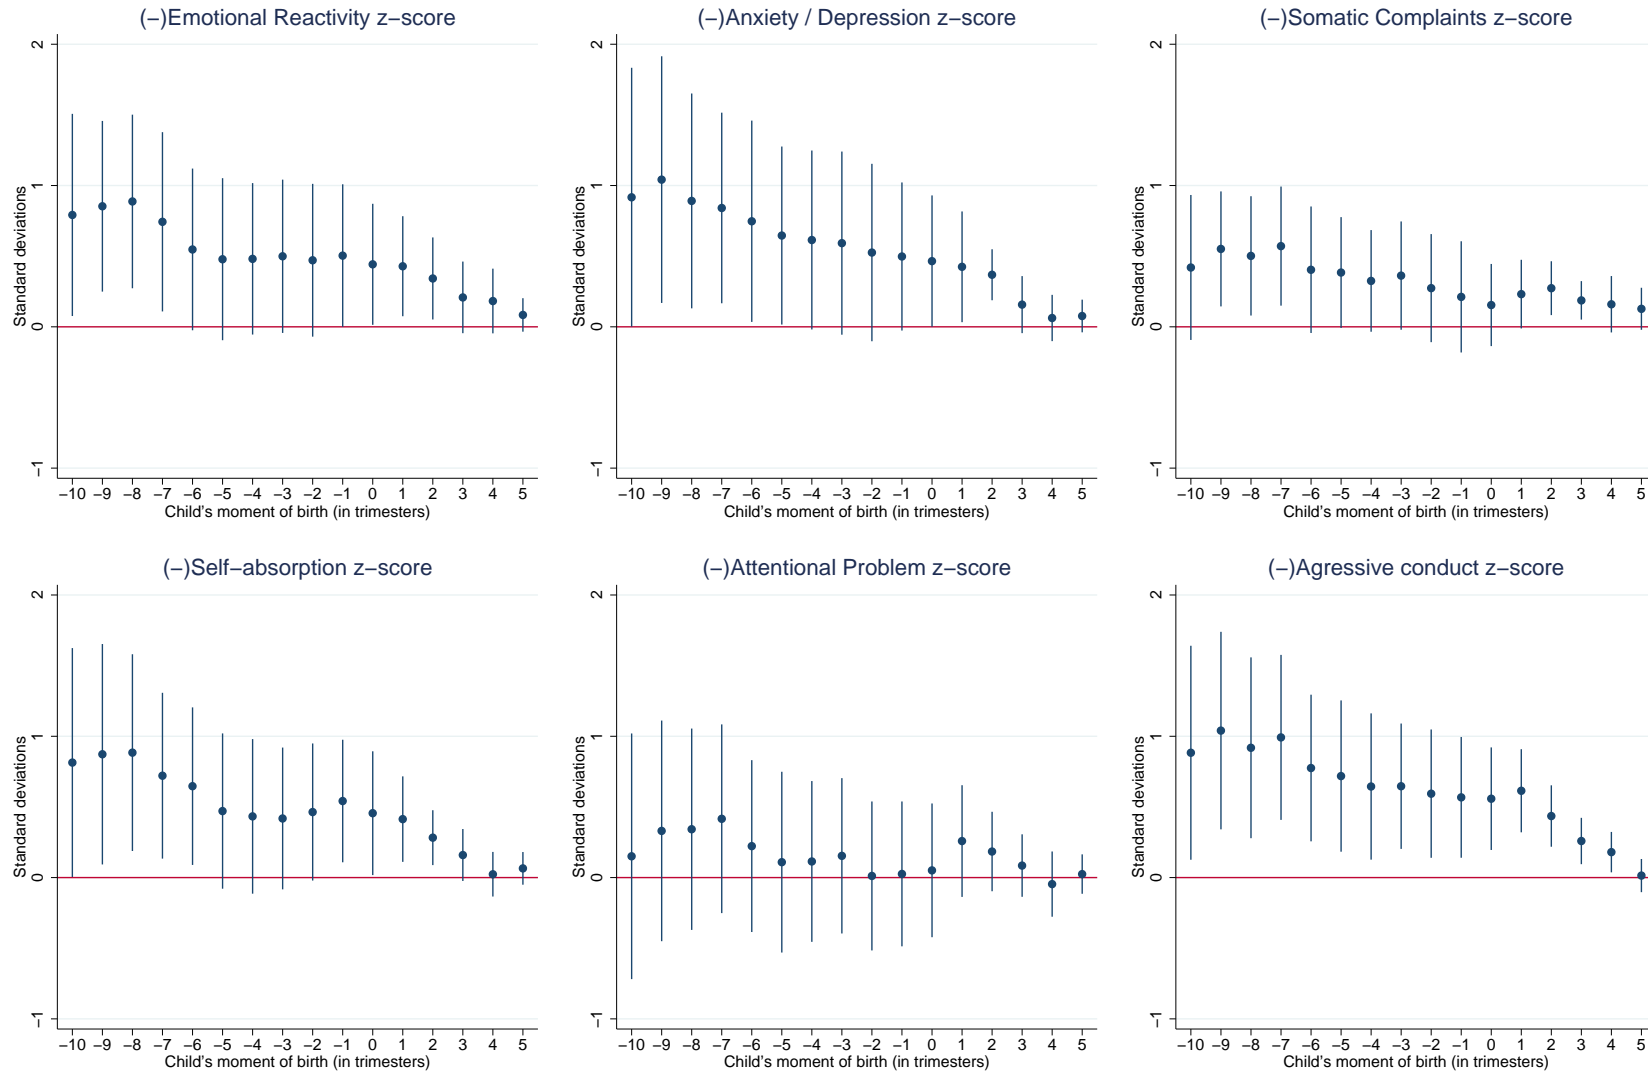 (−)Emotional Reactivity z−score
Standard deviations
2
1
0
−1
−10 −9 −8 −7 −6 −5 −4 −3 −2 −1 0 1 2 3 4 5
Child's moment of birth (in trimesters)
(−)Anxiety / Depression z−score
Standard deviations
2
1
0
−1
−10 −9 −8 −7 −6 −5 −4 −3 −2 −1 0 1 2 3 4 5
Child's moment of birth (in trimesters)
(−)Somatic Complaints z−score
Standard deviations
2
1
0
−1
−10 −9 −8 −7 −6 −5 −4 −3 −2 −1 0 1 2 3 4 5
Child's moment of birth (in trimesters)
(−)Self−absorption z−score
Standard deviations
2
1
0
−1
−10 −9 −8 −7 −6 −5 −4 −3 −2 −1 0 1 2 3 4 5
Child's moment of birth (in trimesters)
(−)Attentional Problem z−score
Standard deviations
2
1
0
−1
−10 −9 −8 −7 −6 −5 −4 −3 −2 −1 0 1 2 3 4 5
Child's moment of birth (in trimesters)
(−)Agressive conduct z−score
Standard deviations
2
1
0
−1
−10 −9 −8 −7 −6 −5 −4 −3 −2 −1 0 1 2 3 4 5
Child's moment of birth (in trimesters)